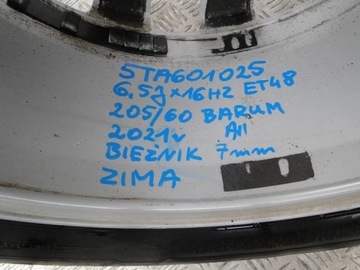 5TA601025
6,5J x 16H2 ET48
205/60 BARUM
2021r All
BIEŻNIK 7mm
ZIMA